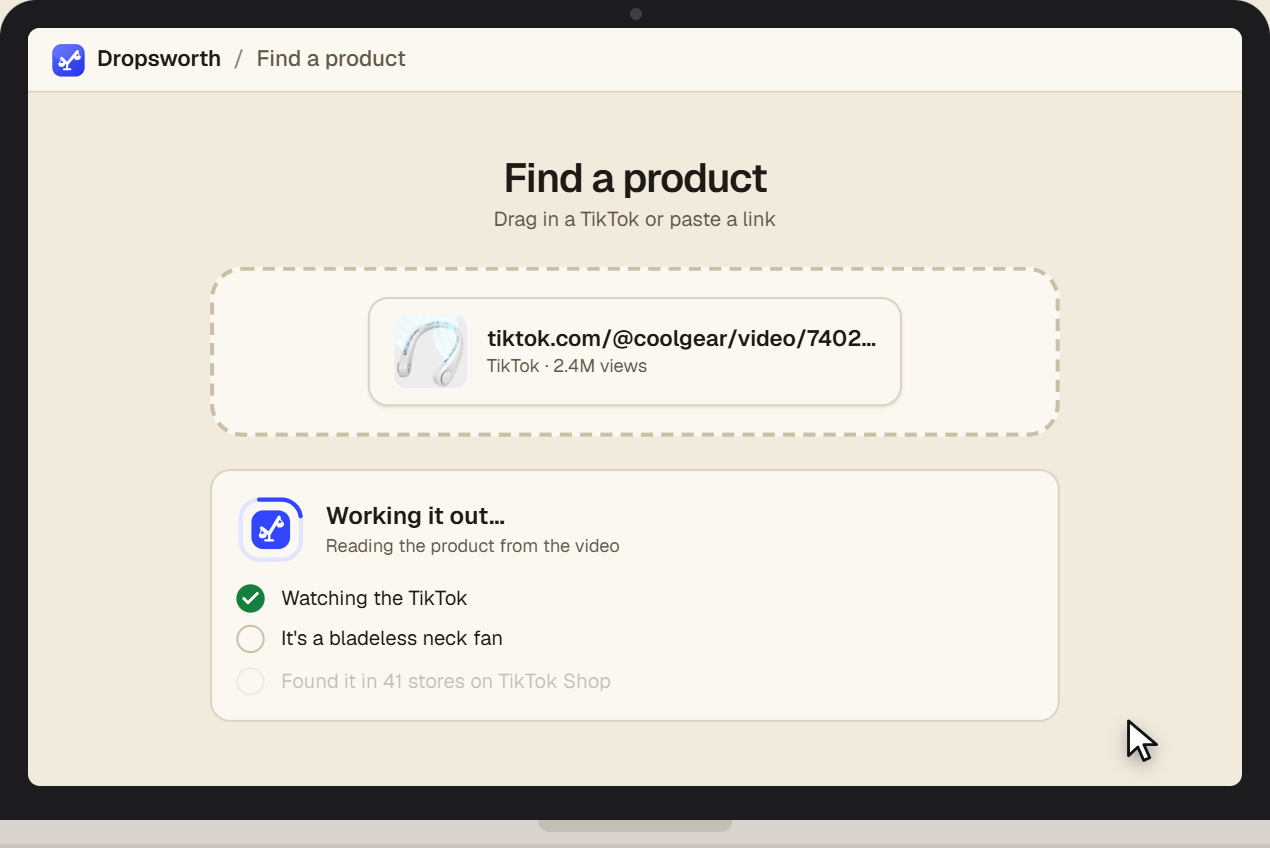 Dropsworth / Find a product
Find a product
Drag in a TikTok or paste a link
tiktok.com/@coolgear/video/7402...
TikTok · 2.4M views
Working it out...
Reading the product from the video
Watching the TikTok
It's a bladeless neck fan
Found it in 41 stores on TikTok Shop